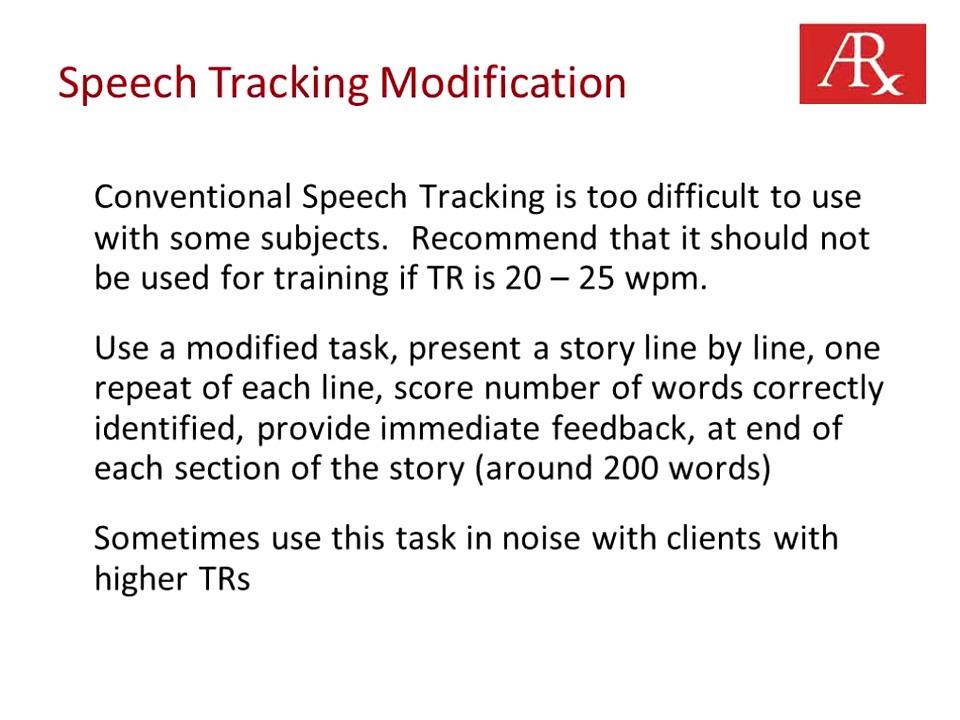 Speech Tracking Modification
ARx
Conventional Speech Tracking is too difficult to use
with some subjects.  Recommend that it should not
be used for training if TR is 20 – 25 wpm.
Use a modified task, present a story line by line, one
repeat of each line, score number of words correctly
identified, provide immediate feedback, at end of
each section of the story (around 200 words)
Sometimes use this task in noise with clients with
higher TRs